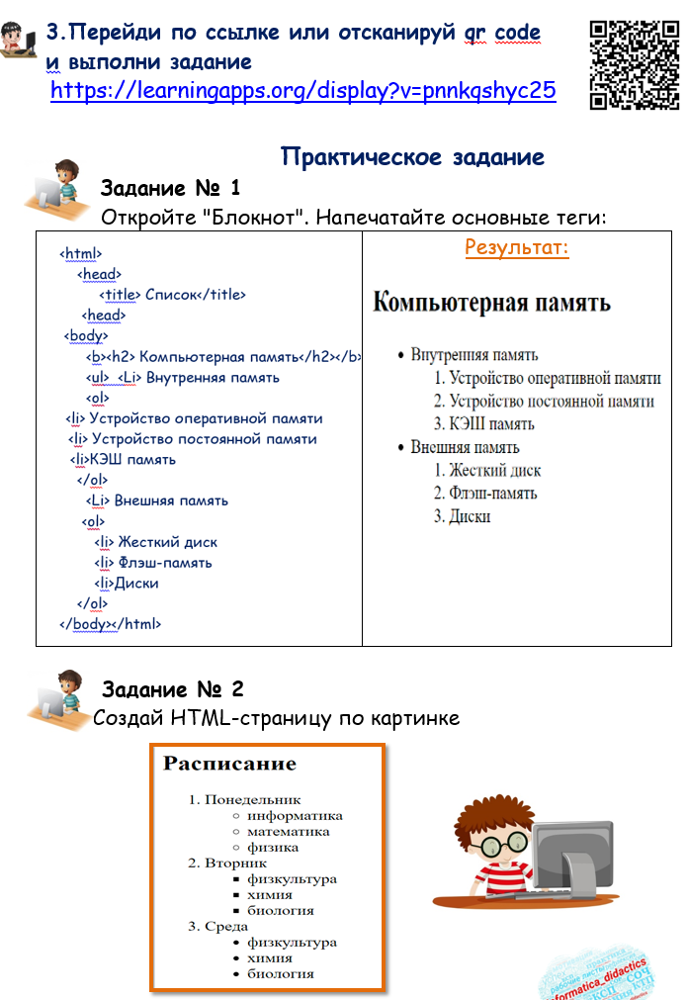 3.Перейди по ссылке или отсканируй qr code
и выполни задание
https://learningapps.org/display?v=pnnkqshyc25
Практическое задание
Задание № 1
Откройте "Блокнот". Напечатайте основные теги:
<html>
<head>
<title> Список</title>
<head>
<body>
<b><h2> Компьютерная память</h2></b>
<ul> <Li> Внутренняя память
<ol>
<li> Устройство оперативной памяти
<li> Устройство постоянной памяти
<li>КЭШ память
</ol>
<Li> Внешняя память
<ol>
<li> Жесткий диск
<li> Флэш-память
<li>Диски
</ol>
</body></html>
Результат:
Компьютерная память
• Внутренняя память
1. Устройство оперативной памяти
2. Устройство постоянной памяти
3. КЭШ память
• Внешняя память
1. Жесткий диск
2. Флэш-память
3. Диски
Задание № 2
Создай HTML-страницу по картинке
Расписание
1. Понедельник
○ информатика
○ математика
○ физика
2. Вторник
▪ физкультура
▪ химия
▪ биология
3. Среда
• физкультура
• химия
• биология
практика
рабочие листы
informatica_didactics
КСП СОЧ
КТП